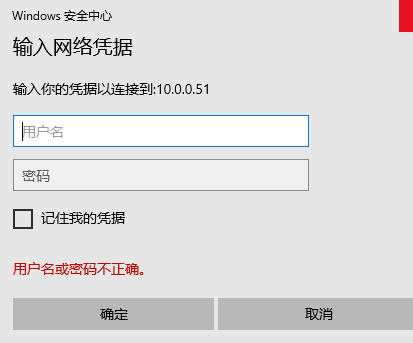 Windows 安全中心
输入网络凭据
输入你的凭据以连接到:10.0.0.51
用户名
密码
记住我的凭据
用户名或密码不正确。
确定
取消